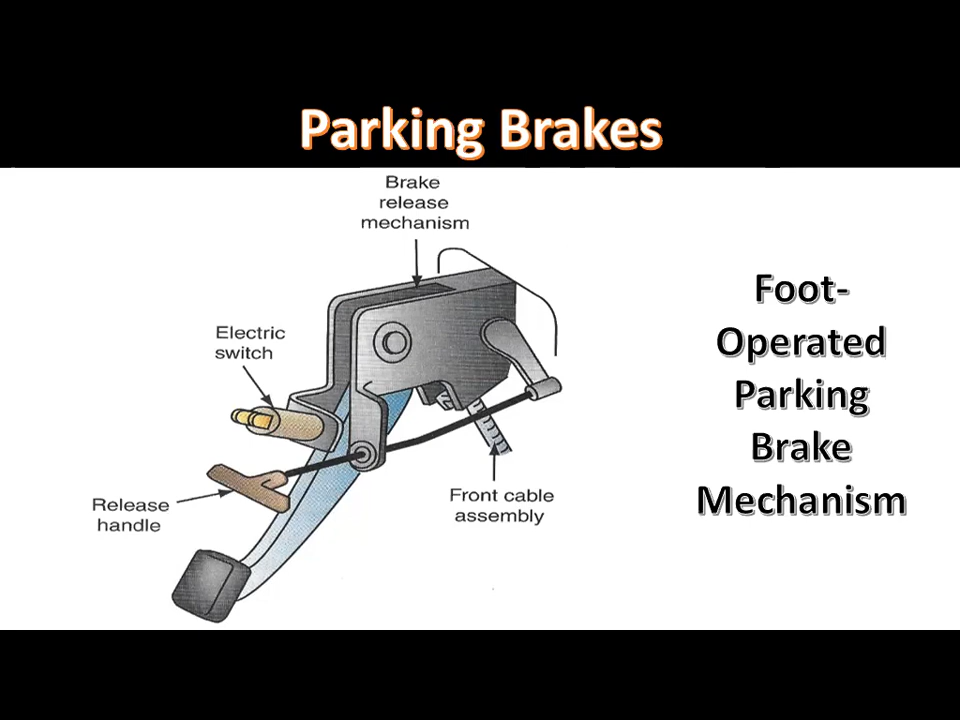 Parking Brakes
Brake
release
mechanism
Electric
switch
Release
handle
Front cable
assembly
Foot-
Operated
Parking
Brake
Mechanism